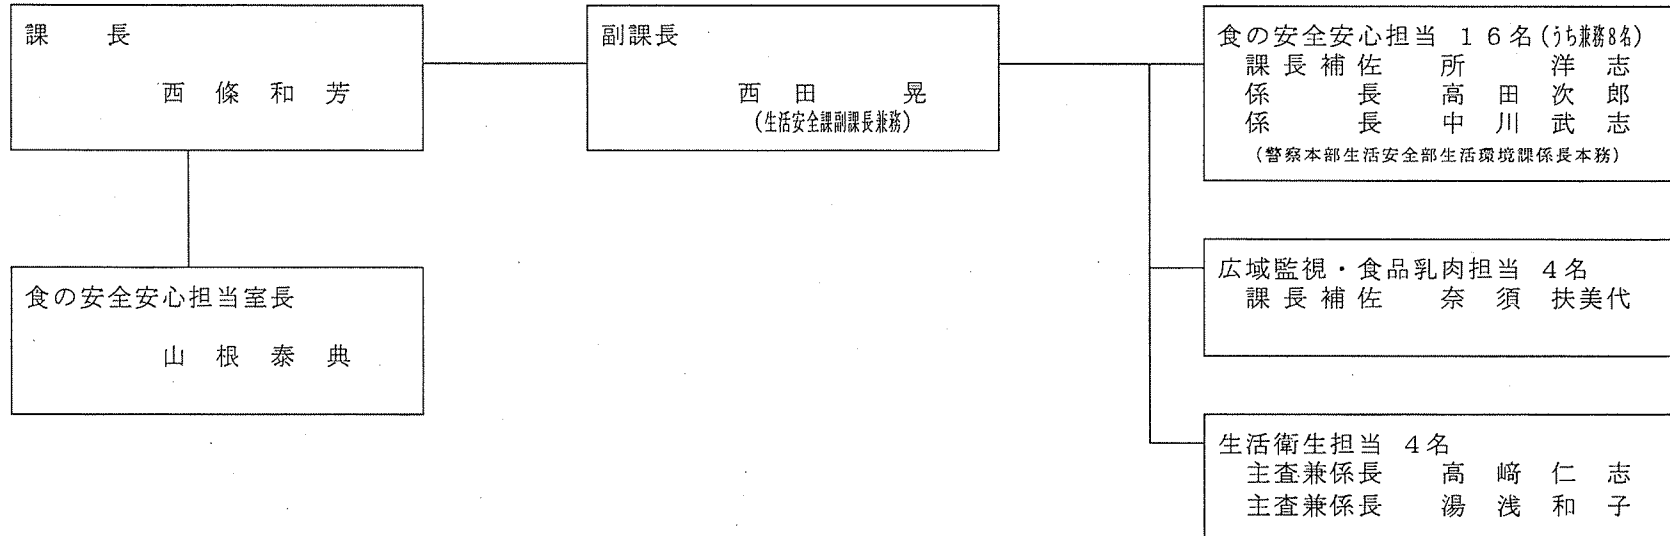 課　　長
西　條　和　芳
食の安全安心担当室長
山　根　泰　典
副課長
西　田　　　晃
（生活安全課副課長兼務）
食の安全安心担当　１６名（うち兼務8名）
課長補佐　所　　　洋　志
係　　長　高　田　次　郎
係　　長　中　川　武　志
（警察本部生活安全部生活環境課係長本務）
広域監視・食品乳肉担当　４名
課長補佐　奈　須　扶美代
生活衛生担当　４名
主査兼係長　高　﨑　仁　志
主査兼係長　湯　浅　和　子